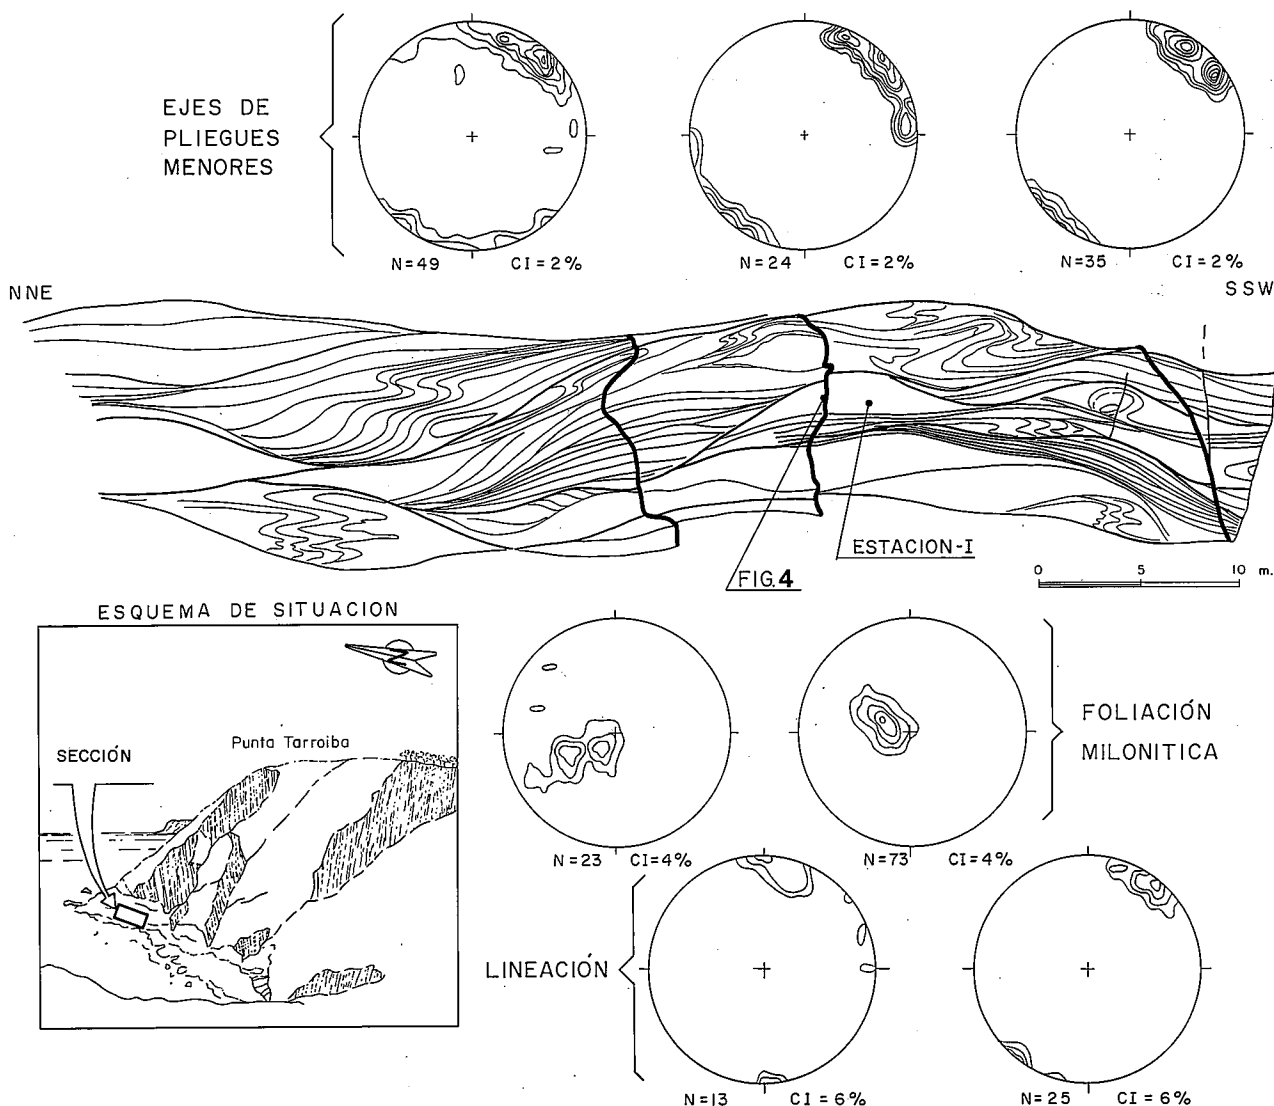 EJES DE
PLIEGUES
MENORES
N=49 CI=2%
N=24 CI=2%
N=35 CI=2%
NNE
SSW
ESTACION-I
FIG.4
0 5 10 m.
ESQUEMA DE SITUACION
Punta Tarroiba
SECCIÓN
N=23 CI=4%
N=73 CI=4%
FOLIACIÓN
MILONITICA
LINEACIÓN
N=13 CI=6%
N=25 CI=6%